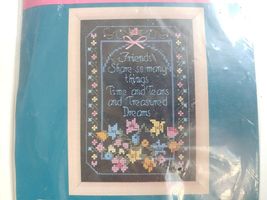 Friends
Share so many
things
Time and Tears
and Treasured
Dreams